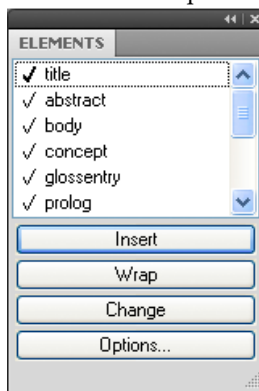 ELEMENTS
title
abstract
body
concept
glossentry
prolog
Insert
Wrap
Change
Options...